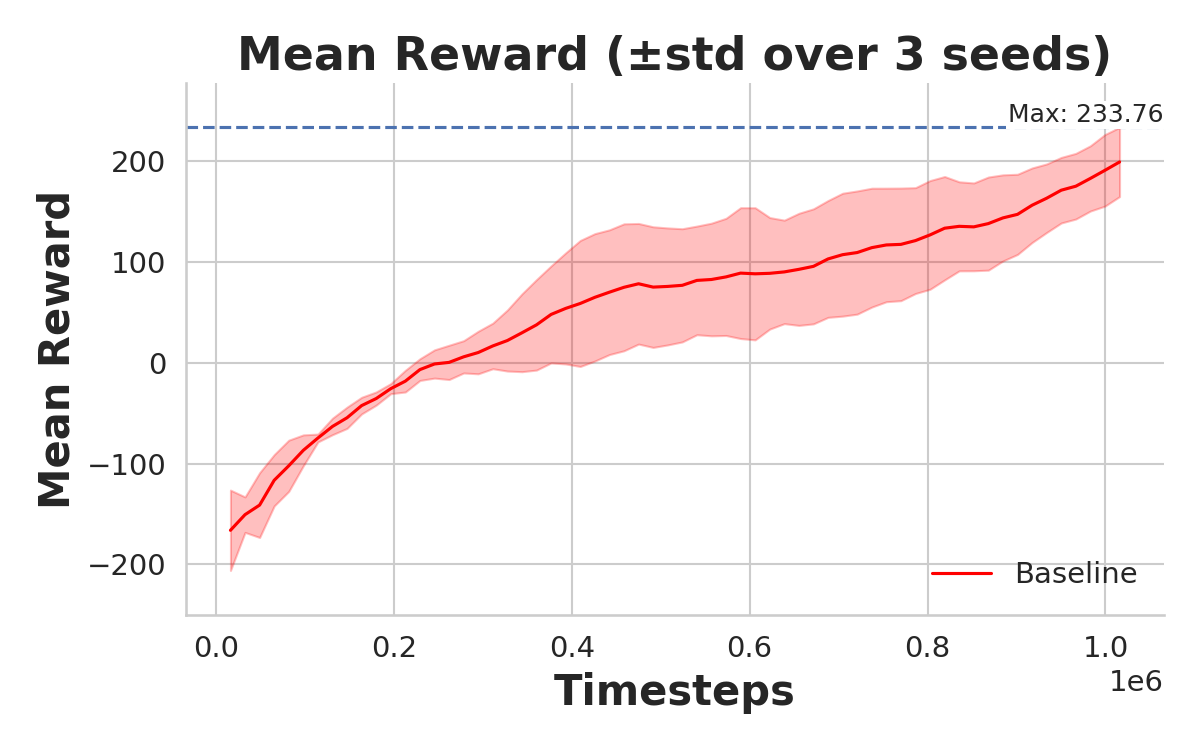 Mean Reward (±std over 3 seeds)
Max: 233.76
Mean Reward
200
100
0
−100
−200
Baseline
0.0 0.2 0.4 0.6 0.8 1.0
1e6
Timesteps